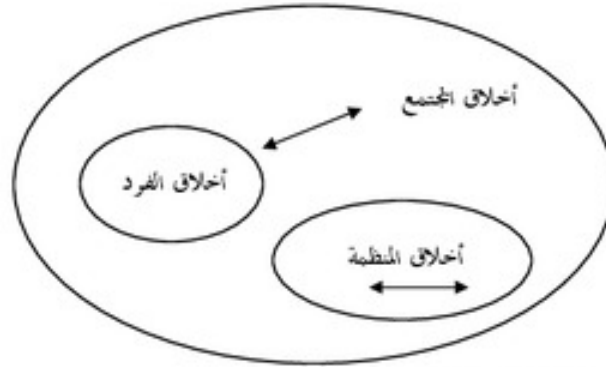 أخلاق المجتمع
أخلاق الفرد
أخلاق المنظمة